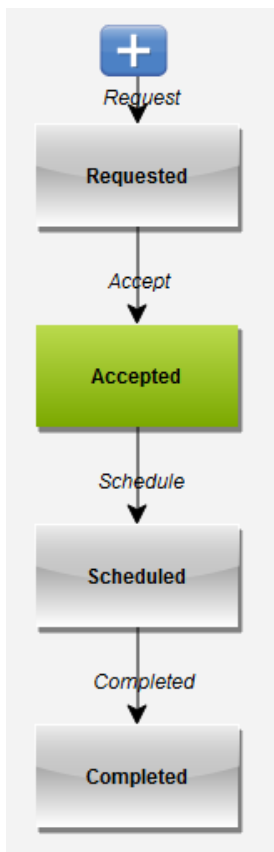 Request
Requested
Accept
Accepted
Schedule
Scheduled
Completed
Completed